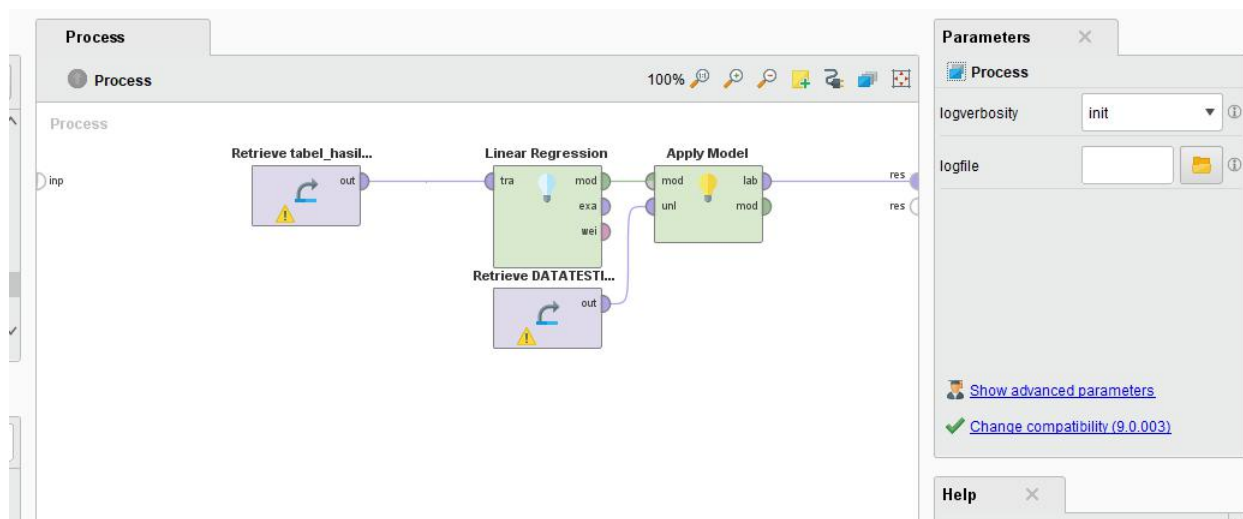 Process
Process
100%
Process
inp
Retrieve tabel_hasil...
out
Linear Regression
tra
mod
exa
wei
Apply Model
mod
lab
unl
mod
res
res
Retrieve DATATESTI...
out
Parameters
Process
logverbosity
init
logfile
Show advanced parameters
Change compatibility (9.0.003)
Help